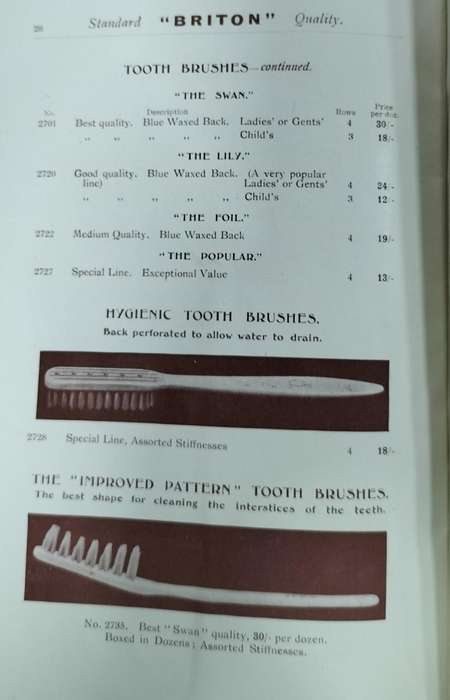 28 Standard "BRITON" Quality.
TOOTH BRUSHES—continued.
"THE SWAN."
No. Description Rows Price per doz.
2701 Best quality. Blue Waxed Back. Ladies' or Gents' 4 30/-
,, ,, ,, ,, ,, Child's 3 18/-
"THE LILY."
2720 Good quality. Blue Waxed Back. (A very popular
line) Ladies' or Gents' 4 24/-
,, ,, ,, ,, ,, Child's 3 12/-
"THE FOIL."
2722 Medium Quality. Blue Waxed Back 4 19/-
"THE POPULAR."
2727 Special Line. Exceptional Value 4 13/-
HYGIENIC TOOTH BRUSHES.
Back perforated to allow water to drain.
2728 Special Line, Assorted Stiffnesses 4 18/-
THE "IMPROVED PATTERN" TOOTH BRUSHES.
The best shape for cleaning the interstices of the teeth.
No. 2735. Best "Swan" quality, 30/- per dozen.
Boxed in Dozens; Assorted Stiffnesses.